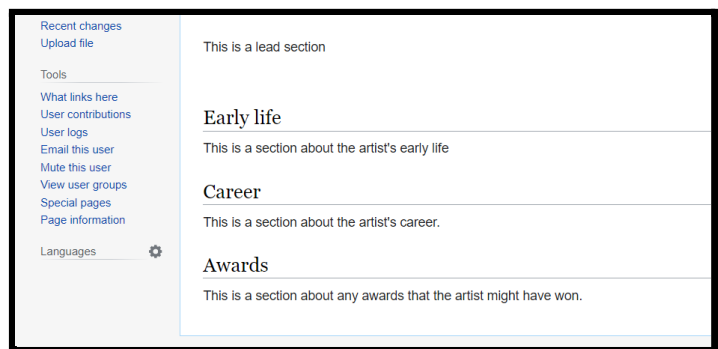 Recent changes
Upload file
Tools
What links here
User contributions
User logs
Email this user
Mute this user
View user groups
Special pages
Page information
Languages
This is a lead section
Early life
This is a section about the artist's early life
Career
This is a section about the artist's career.
Awards
This is a section about any awards that the artist might have won.